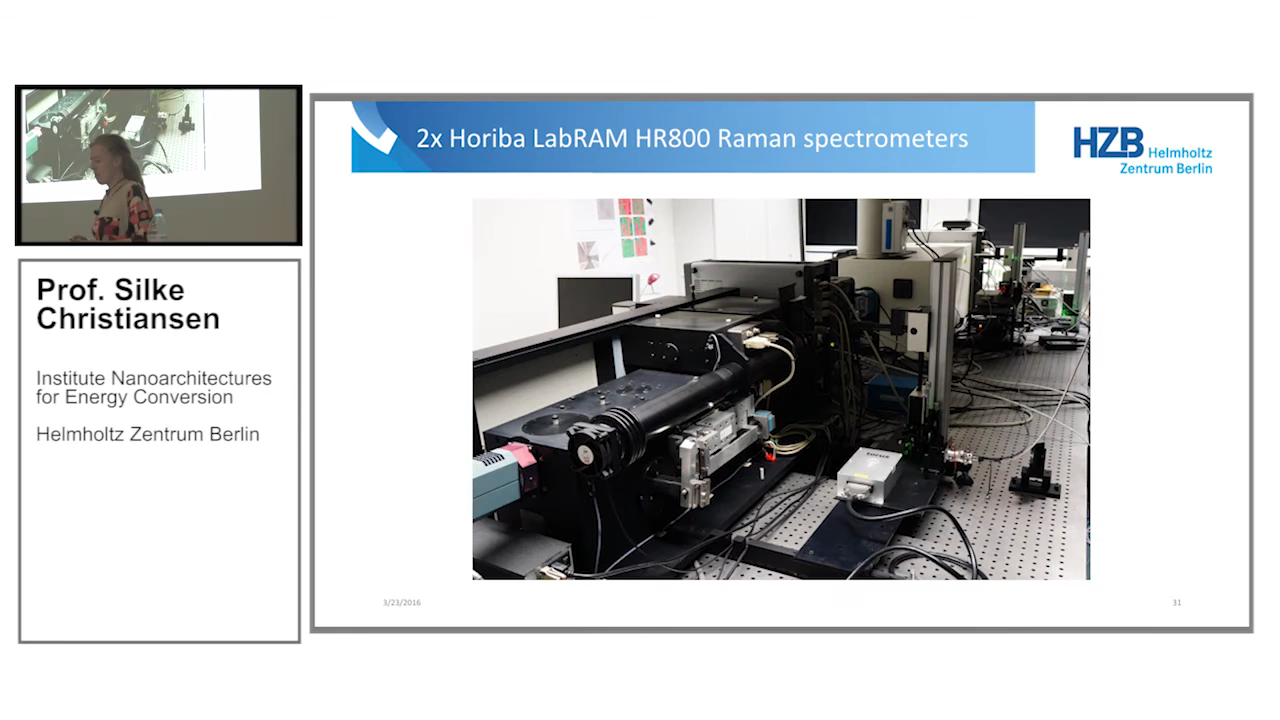 2x Horiba LabRAM HR800 Raman spectrometers
HZB Helmholtz
Zentrum Berlin
Prof. Silke
Christiansen
Institute Nanoarchitectures
for Energy Conversion
Helmholtz Zentrum Berlin
3/23/2016
31